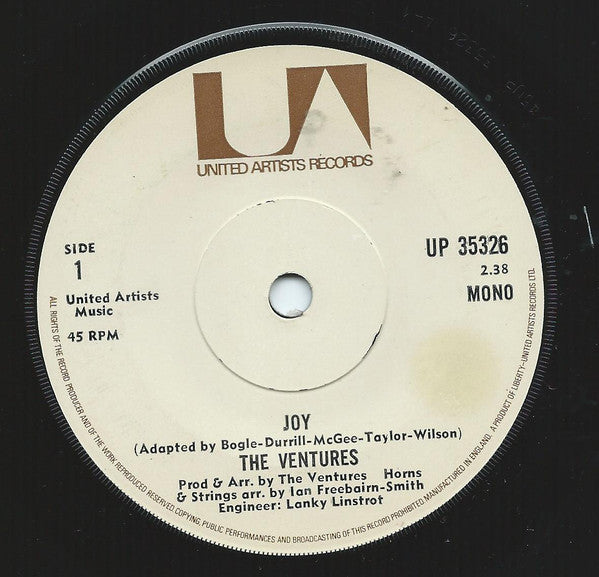 UA
UNITED ARTISTS RECORDS
SIDE
1
United Artists
Music
45 RPM
UP 35326
2.38
MONO
JOY
(Adapted by Bogle-Durrill-McGee-Taylor-Wilson)
THE VENTURES
Prod & Arr. by The Ventures Horns
& Strings arr. by Ian Freebairn-Smith
Engineer: Lanky Linstrot
ALL RIGHTS OF THE RECORD PRODUCER AND OF THE WORK REPRODUCED RESERVED. COPYING, PUBLIC PERFORMANCES AND BROADCASTING OF THIS RECORD PROHIBITED. MANUFACTURED IN ENGLAND. A PRODUCT OF LIBERTY-UNITED ARTISTS RECORDS LTD.